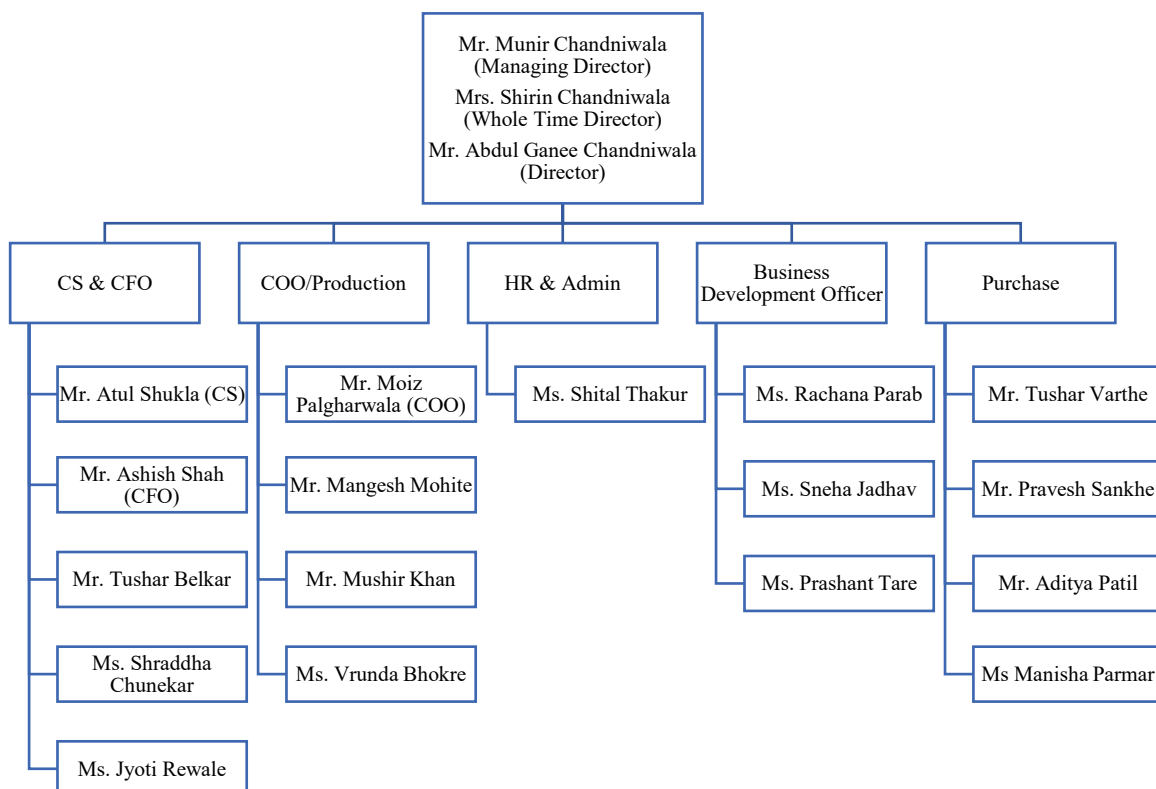 Mr. Munir Chandniwala
(Managing Director)
Mrs. Shirin Chandniwala
(Whole Time Director)
Mr. Abdul Ganee Chandniwala
(Director)
CS & CFO
COO/Production
HR & Admin
Business
Development Officer
Purchase
Mr. Atul Shukla (CS)
Mr. Ashish Shah
(CFO)
Mr. Tushar Belkar
Ms. Shraddha
Chunekar
Ms. Jyoti Rewale
Mr. Moiz
Palgharwala (COO)
Mr. Mangesh Mohite
Mr. Mushir Khan
Ms. Vrunda Bhokre
Ms. Shital Thakur
Ms. Rachana Parab
Ms. Sneha Jadhav
Ms. Prashant Tare
Mr. Tushar Varthe
Mr. Pravesh Sankhe
Mr. Aditya Patil
Ms Manisha Parmar